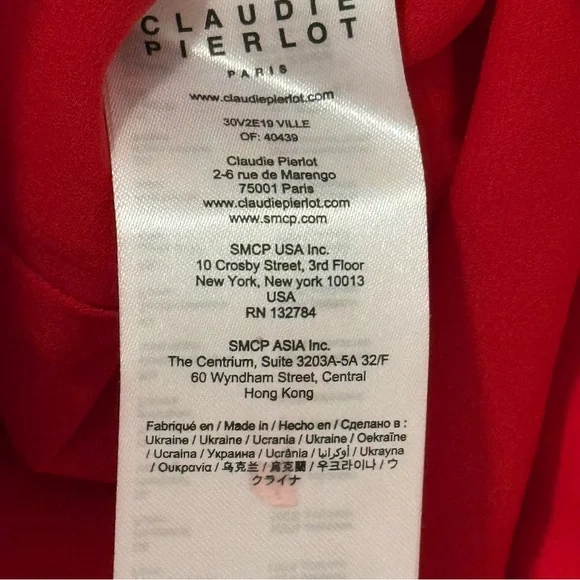 CLAUDIE
PIERLOT
PARIS
www.claudiepierlot.com
30V2E19 VILLE
OF: 40439
Claudie Pierlot
2-6 rue de Marengo
75001 Paris
www.claudiepierlot.com
www.smcp.com
SMCP USA Inc.
10 Crosby Street, 3rd Floor
New York, New york 10013
USA
RN 132784
SMCP ASIA Inc.
The Centrium, Suite 3203A-5A 32/F
60 Wyndham Street, Central
Hong Kong
Fabriqué en / Made in / Hecho en / Сделано в :
Ukraine / Ukraine / Ucrania / Ukraine / Oekraïne
/ Ucraina / Украина / Ucrânia / أوكرانيا / Ukrayna
/ Ουκρανία / 乌克兰 / 烏克蘭 / 우크라이나 / ウ
クライナ